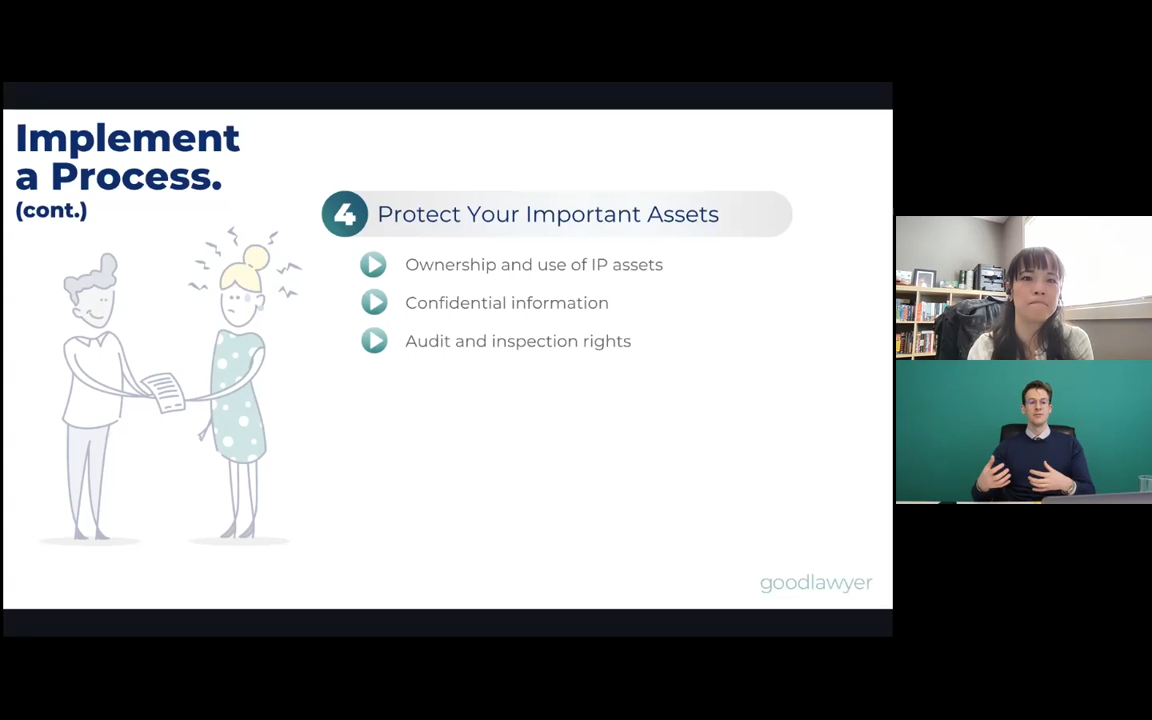 Implement
a Process.
(cont.)
4 Protect Your Important Assets
Ownership and use of IP assets
Confidential information
Audit and inspection rights
goodlawyer